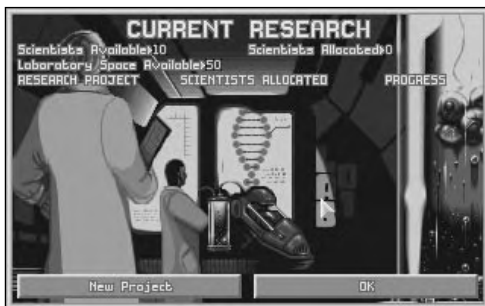 CURRENT RESEARCH
Scientists Available>10 Scientists Allocated>0
Laboratory Space Available>50
RESEARCH PROJECT SCIENTISTS ALLOCATED PROGRESS
New Project OK